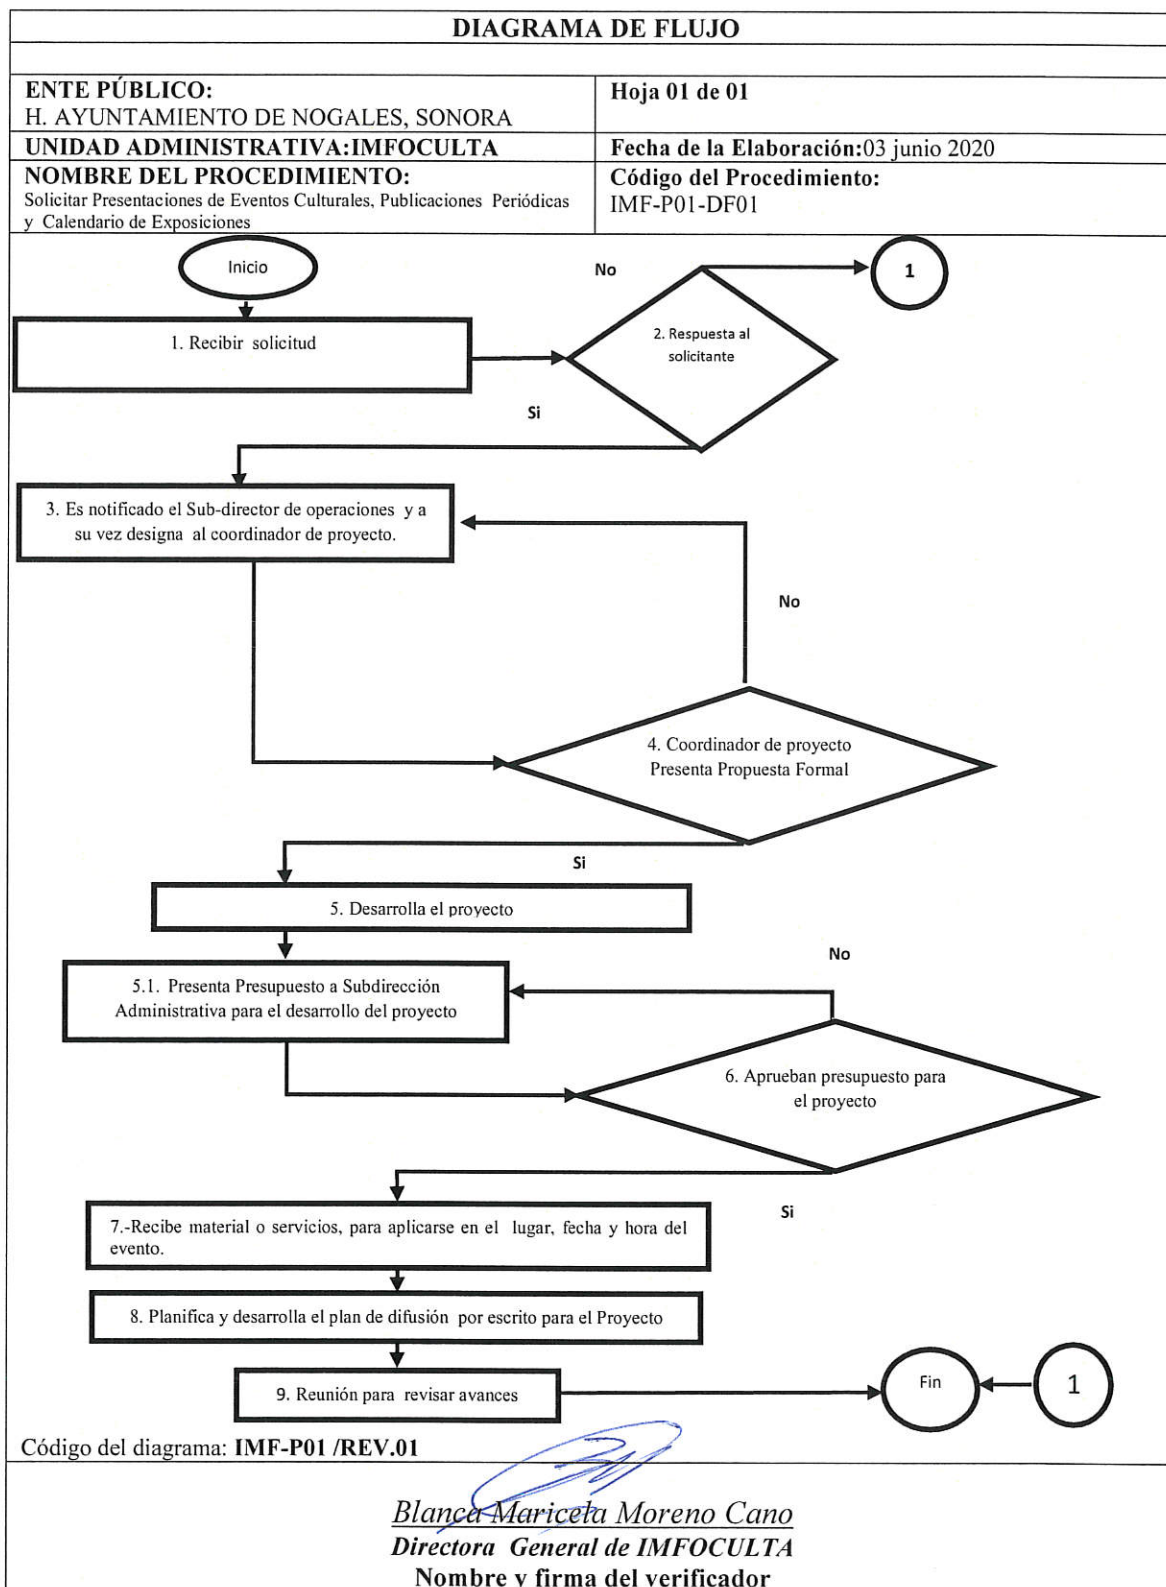 DIAGRAMA DE FLUJO
ENTE PÚBLICO:
H. AYUNTAMIENTO DE NOGALES, SONORA
Hoja 01 de 01
UNIDAD ADMINISTRATIVA:IMFOCULTA
Fecha de la Elaboración:03 junio 2020
NOMBRE DEL PROCEDIMIENTO:
Solicitar Presentaciones de Eventos Culturales, Publicaciones Periódicas
y Calendario de Exposiciones
Código del Procedimiento:
IMF-P01-DF01
Inicio
No
1
1. Recibir solicitud
2. Respuesta al
solicitante
Si
3. Es notificado el Sub-director de operaciones y a
su vez designa al coordinador de proyecto.
No
4. Coordinador de proyecto
Presenta Propuesta Formal
Si
5. Desarrolla el proyecto
No
5.1. Presenta Presupuesto a Subdirección
Administrativa para el desarrollo del proyecto
6. Aprueban presupuesto para
el proyecto
Si
7.-Recibe material o servicios, para aplicarse en el lugar, fecha y hora del
evento.
8. Planifica y desarrolla el plan de difusión por escrito para el Proyecto
9. Reunión para revisar avances
Fin
1
Código del diagrama: IMF-P01 /REV.01
Blanca Maricela Moreno Cano
Directora General de IMFOCULTA
Nombre y firma del verificador